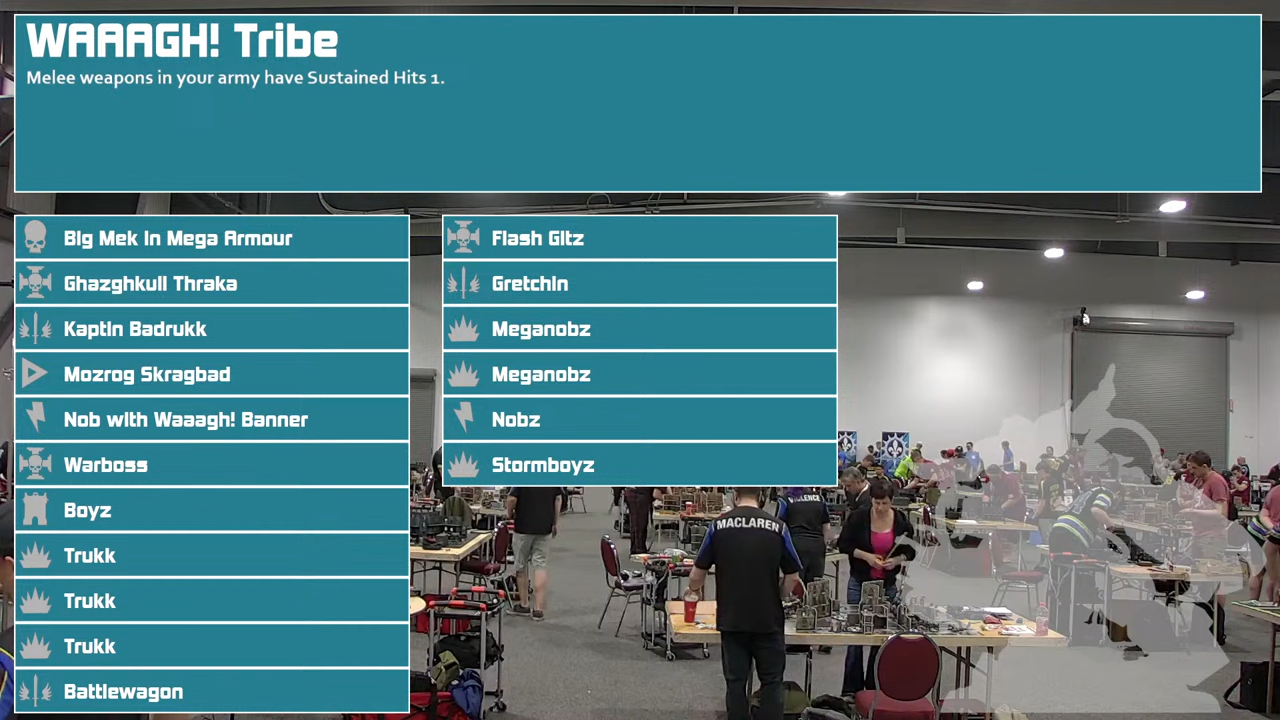 WAAAGH! Tribe
Melee weapons in your army have Sustained Hits 1.
Big Mek in Mega Armour
Ghazghkull Thraka
Kaptin Badrukk
Mozrog Skragbad
Nob with Waaagh! Banner
Warboss
Boyz
Trukk
Trukk
Trukk
Battlewagon
Flash Gitz
Gretchin
Meganobz
Meganobz
Nobz
Stormboyz
MACLAREN
VIOLENCE